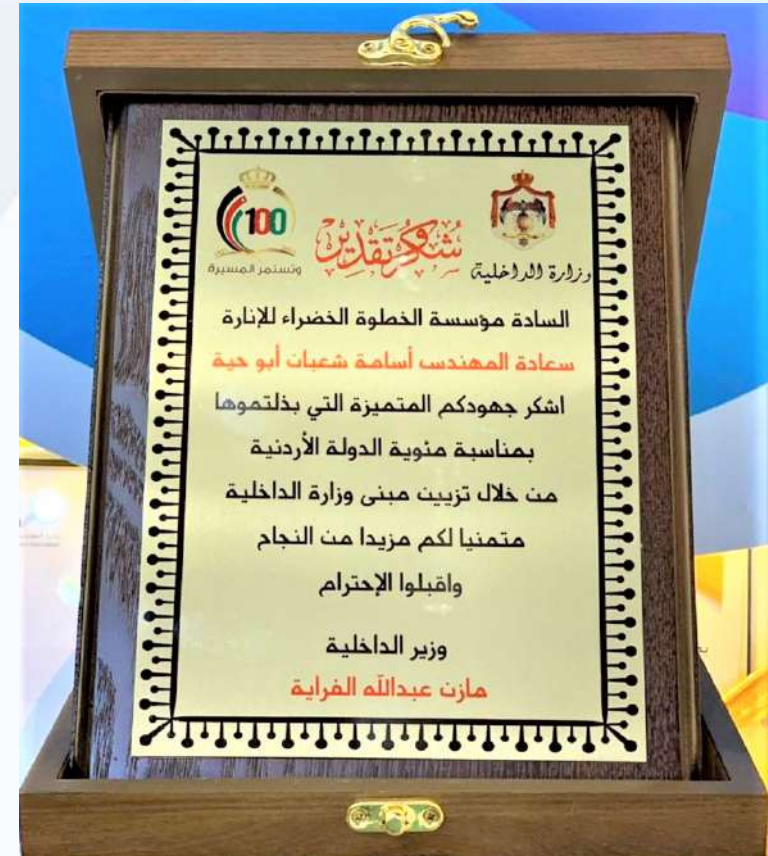 100
وتستمر المسيرة
شكر وتقدير
وزارة الداخلية
السادة مؤسسة الخطوة الخضراء للإنارة
سعادة المهندس أسامة شعبان أبو حية
اشكر جهودكم المتميزة التي بذلتموها
بمناسبة مئوية الدولة الأردنية
من خلال تزيين مبنى وزارة الداخلية
متمنيا لكم مزيدا من النجاح
واقبلوا الإحترام
وزير الداخلية
مازن عبدالله الفراية